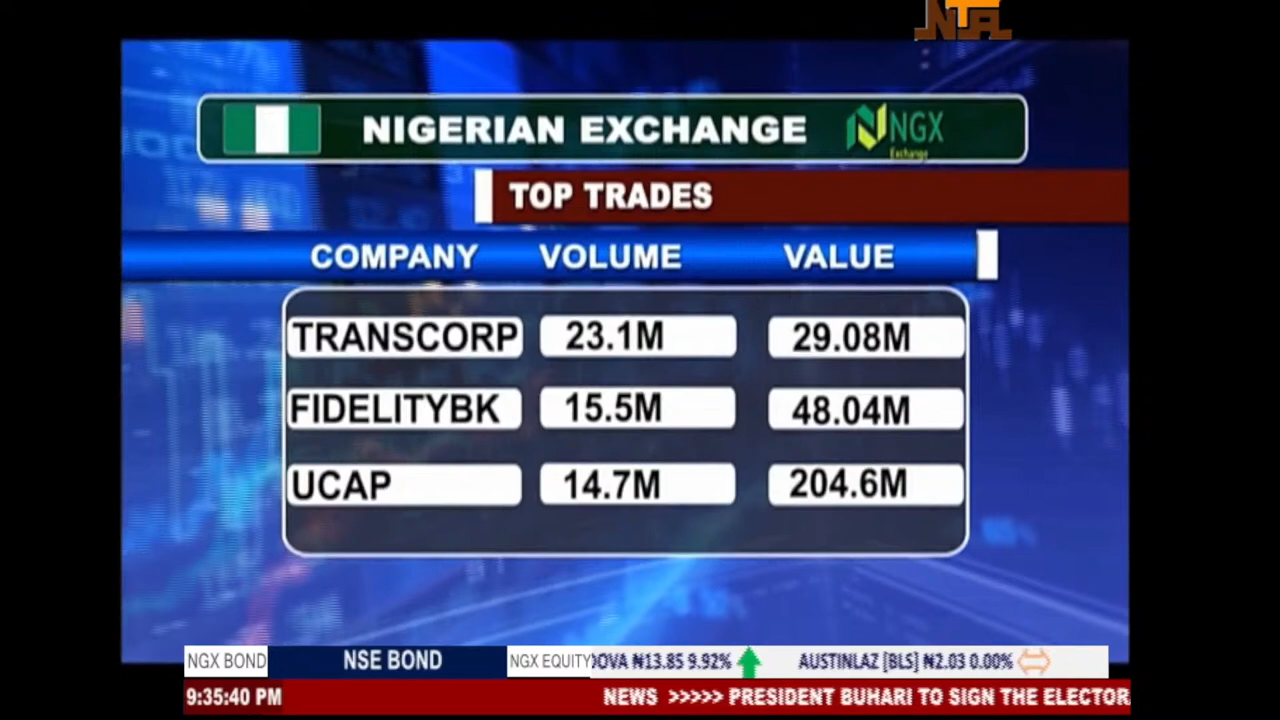 NTA
NIGERIAN EXCHANGE
NGX
Exchange
TOP TRADES
COMPANY VOLUME VALUE
TRANSCORP 23.1M 29.08M
FIDELITYBK 15.5M 48.04M
UCAP 14.7M 204.6M
NGX BOND NSE BOND NGX EQUITY OVA ₦13.85 9.92% AUSTINLAZ [BLS] ₦2.03 0.00%
9:35:40 PM NEWS >>>>> PRESIDENT BUHARI TO SIGN THE ELECTOR